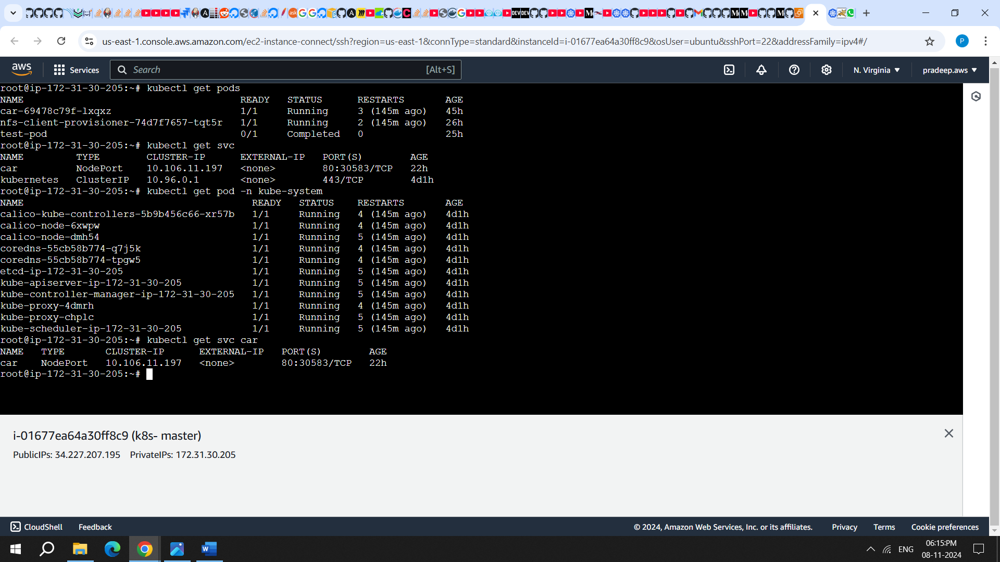 us-east-1.console.aws.amazon.com/ec2-instance-connect/ssh?region=us-east-1&connType=standard&instanceId=i-01677ea64a30ff8c9&osUser=ubuntu&sshPort=22&addressFamily=ipv4#/
P
aws Services Search [Alt+S] N. Virginia pradeep.aws
root@ip-172-31-30-205:~# kubectl get pods
NAME READY STATUS RESTARTS AGE
car-69478c79f-lxqxz 1/1 Running 3 (145m ago) 45h
nfs-client-provisioner-74d7f7657-tqt5r 1/1 Running 2 (145m ago) 26h
test-pod 0/1 Completed 0 25h
root@ip-172-31-30-205:~# kubectl get svc
NAME TYPE CLUSTER-IP EXTERNAL-IP PORT(S) AGE
car NodePort 10.106.11.197 <none> 80:30583/TCP 22h
kubernetes ClusterIP 10.96.0.1 <none> 443/TCP 4d1h
root@ip-172-31-30-205:~# kubectl get pod -n kube-system
NAME READY STATUS RESTARTS AGE
calico-kube-controllers-5b9b456c66-xr57b 1/1 Running 4 (145m ago) 4d1h
calico-node-6xwpw 1/1 Running 4 (145m ago) 4d1h
calico-node-dmh54 1/1 Running 5 (145m ago) 4d1h
coredns-55cb58b774-q7j5k 1/1 Running 4 (145m ago) 4d1h
coredns-55cb58b774-tpgw5 1/1 Running 4 (145m ago) 4d1h
etcd-ip-172-31-30-205 1/1 Running 5 (145m ago) 4d1h
kube-apiserver-ip-172-31-30-205 1/1 Running 5 (145m ago) 4d1h
kube-controller-manager-ip-172-31-30-205 1/1 Running 5 (145m ago) 4d1h
kube-proxy-4dmrh 1/1 Running 4 (145m ago) 4d1h
kube-proxy-chplc 1/1 Running 5 (145m ago) 4d1h
kube-scheduler-ip-172-31-30-205 1/1 Running 5 (145m ago) 4d1h
root@ip-172-31-30-205:~# kubectl get svc car
NAME TYPE CLUSTER-IP EXTERNAL-IP PORT(S) AGE
car NodePort 10.106.11.197 <none> 80:30583/TCP 22h
root@ip-172-31-30-205:~#
i-01677ea64a30ff8c9 (k8s- master)
PublicIPs: 34.227.207.195 PrivateIPs: 172.31.30.205
CloudShell Feedback © 2024, Amazon Web Services, Inc. or its affiliates. Privacy Terms Cookie preferences
ENG 06:15:PM
08-11-2024